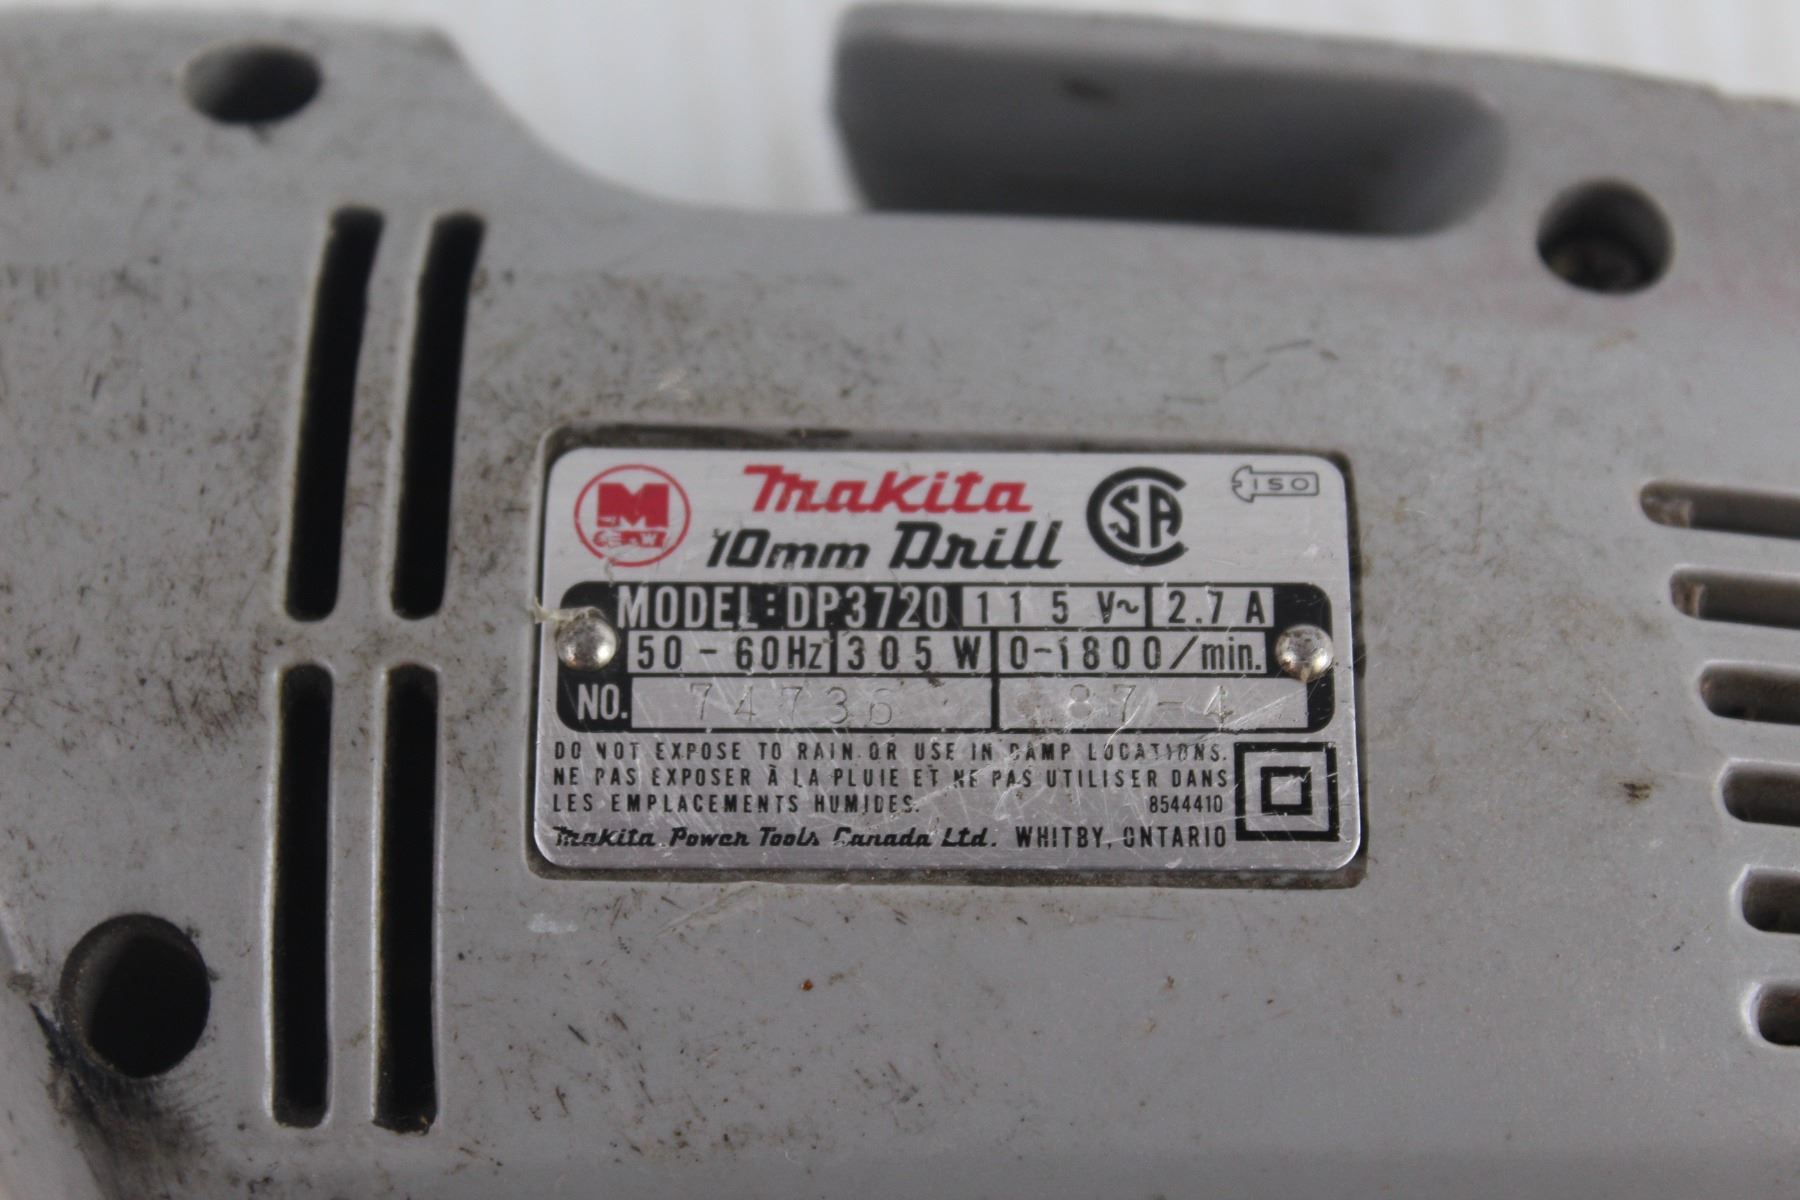 M
Makita
10mm Drill
CSA
ISO
MODEL: DP3720 115 V~ 2.7 A
50-60Hz 305 W 0-1800/min.
NO. 74736 87-4
DO NOT EXPOSE TO RAIN OR USE IN DAMP LOCATIONS.
NE PAS EXPOSER À LA PLUIE ET NE PAS UTILISER DANS
LES EMPLACEMENTS HUMIDES. 8544410
Makita Power Tools Canada Ltd. WHITBY, ONTARIO